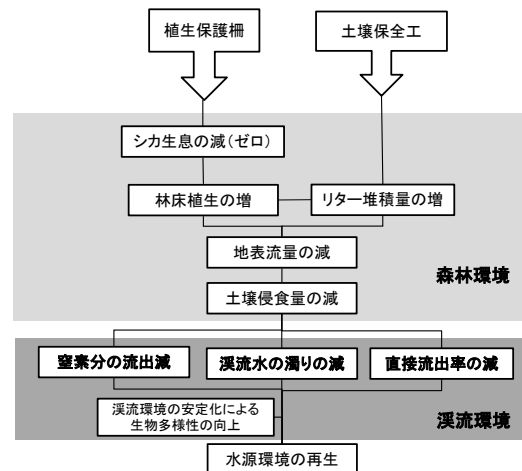 植生保護柵
土壌保全工
シカ生息の減(ゼロ)
林床植生の増
リター堆積量の増
地表流量の減
森林環境
土壌侵食量の減
窒素分の流出減
渓流水の濁りの減
直接流出率の減
渓流環境の安定化による
生物多様性の向上
渓流環境
水源環境の再生